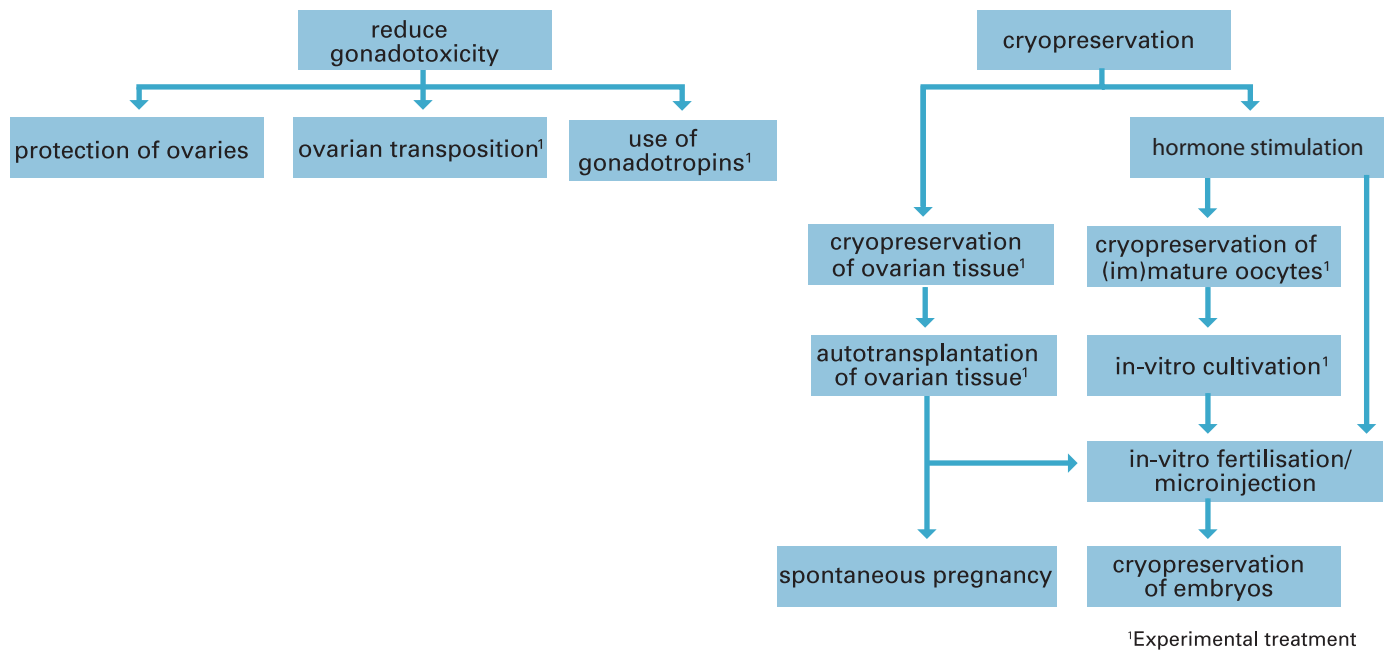 reduce
gonadotoxicity
protection of ovaries
ovarian transposition¹
use of
gonadotropins¹
cryopreservation
hormone stimulation
cryopreservation
of ovarian tissue¹
cryopreservation of
(im)mature oocytes¹
autotransplantation
of ovarian tissue¹
in-vitro cultivation¹
in-vitro fertilisation/
microinjection
spontaneous pregnancy
cryopreservation
of embryos
¹Experimental treatment